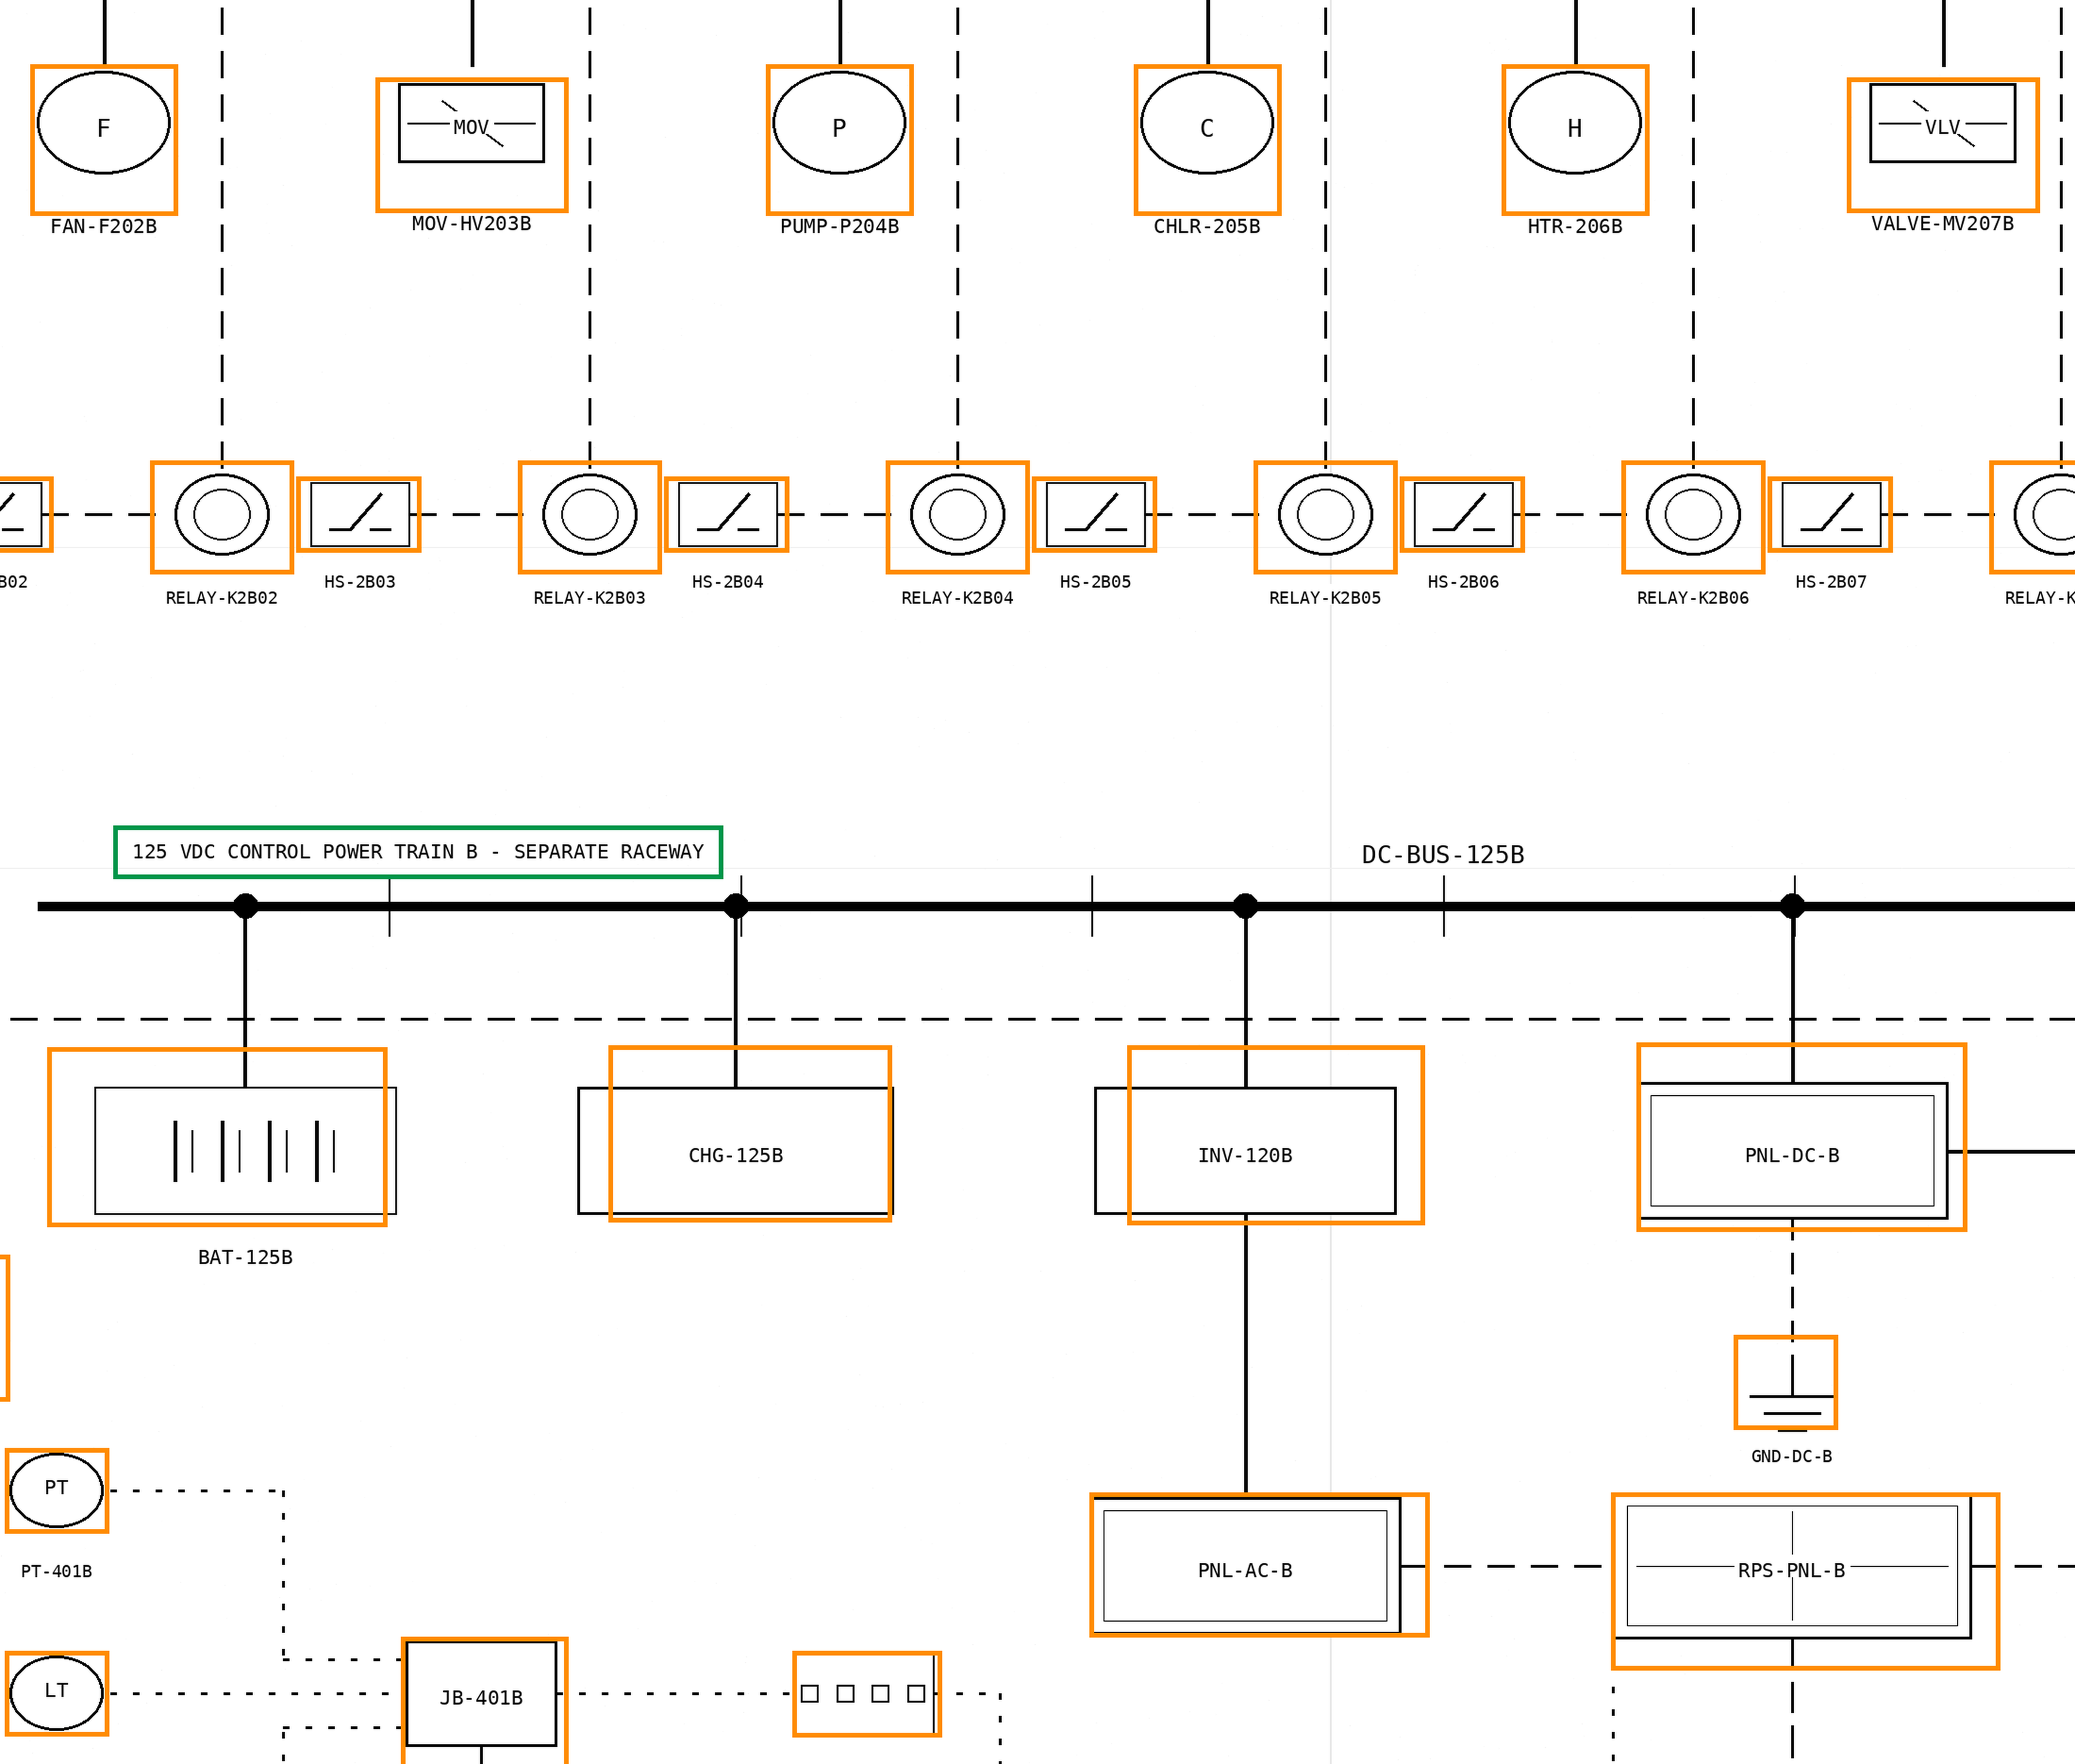 F
MOV
P
C
H
VLV
FAN-F202B
MOV-HV203B
PUMP-P204B
CHLR-205B
HTR-206B
VALVE-MV207B
B02
RELAY-K2B02
HS-2B03
RELAY-K2B03
HS-2B04
RELAY-K2B04
HS-2B05
RELAY-K2B05
HS-2B06
RELAY-K2B06
HS-2B07
RELAY-K
125 VDC CONTROL POWER TRAIN B - SEPARATE RACEWAY
DC-BUS-125B
CHG-125B
INV-120B
PNL-DC-B
BAT-125B
GND-DC-B
PT
PT-401B
PNL-AC-B
RPS-PNL-B
LT
JB-401B